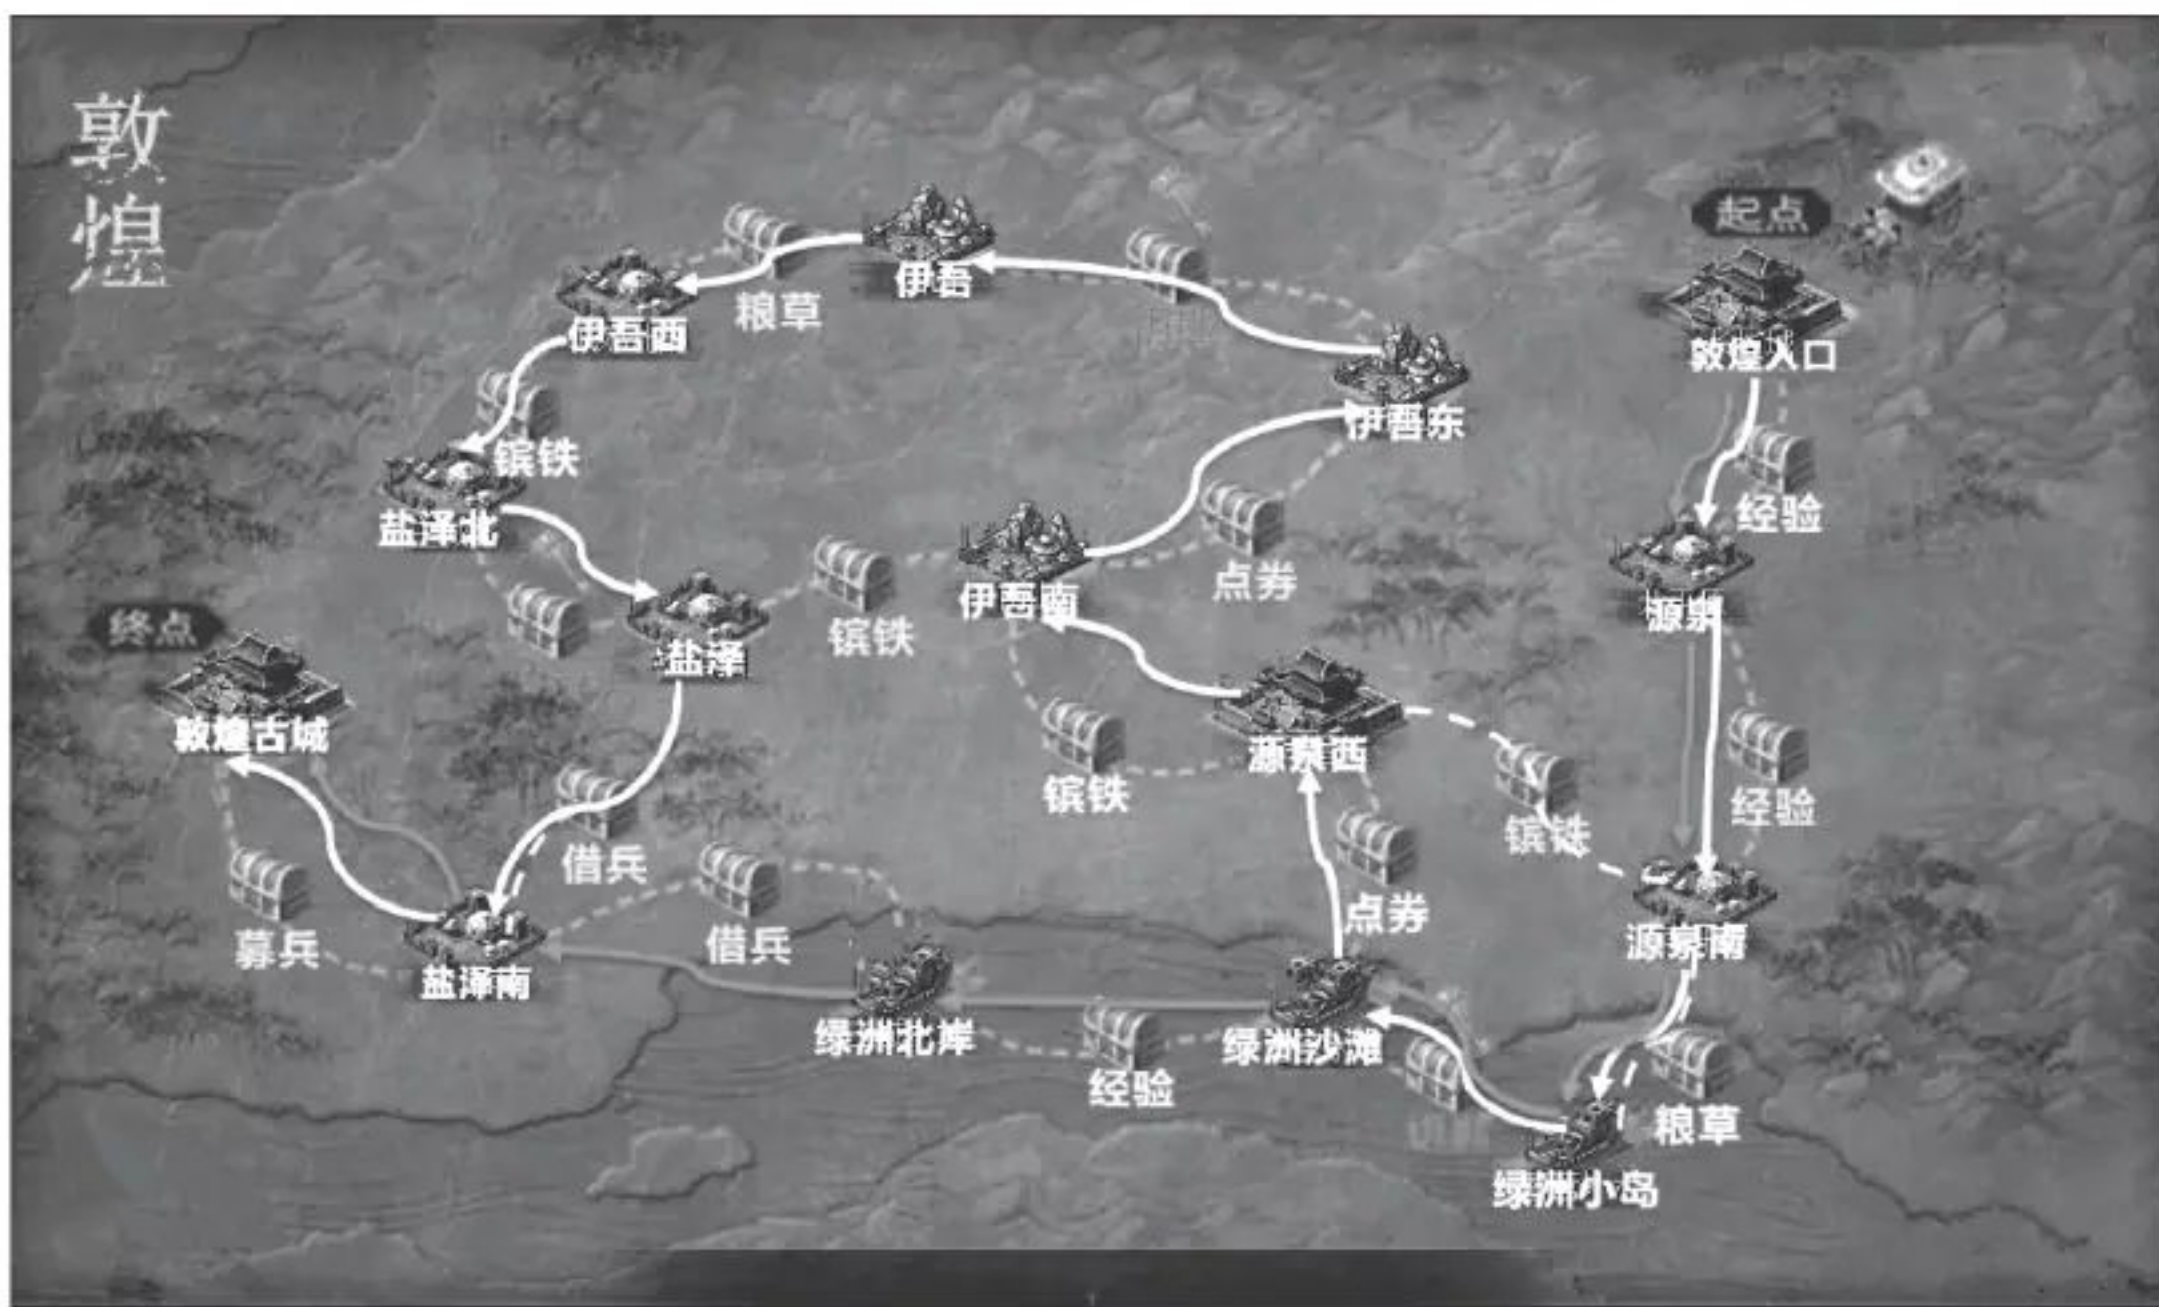 敦煌
起点
伊吾
伊吾西
粮草
敦煌入口
伊吾东
镔铁
经验
盐泽北
点券
伊吾南
源泉
终点
镔铁
盐泽
敦煌古城
源泉西
镔铁
经验
镔铁
借兵
点券
募兵
借兵
源泉南
盐泽南
绿洲北岸
绿洲沙滩
经验
粮草
绿洲小岛